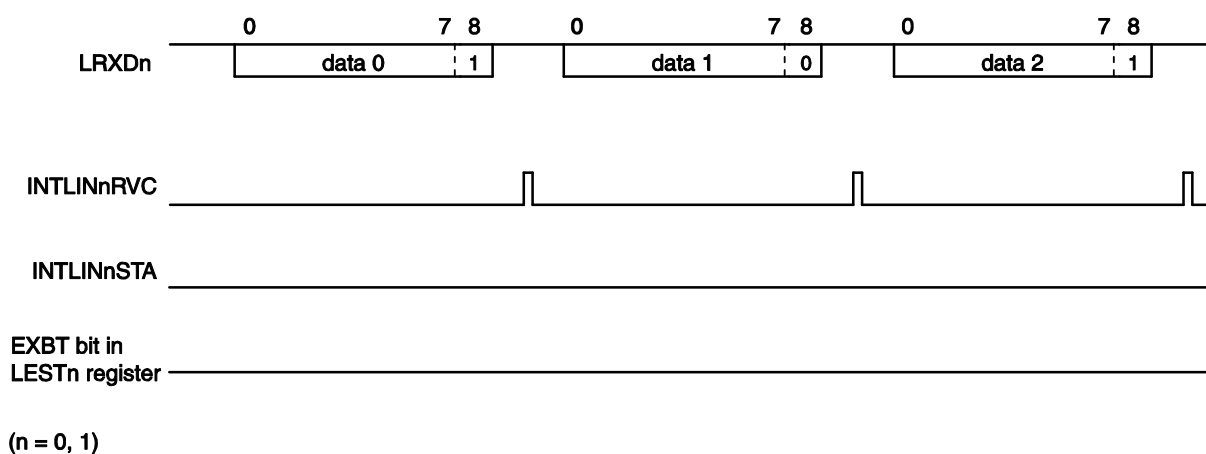 0 7 8 0 7 8 0 7 8
LRXDn data 0 1 data 1 0 data 2 1
INTLINnRVC
INTLINnSTA
EXBT bit in
LESTn register
(n = 0, 1)